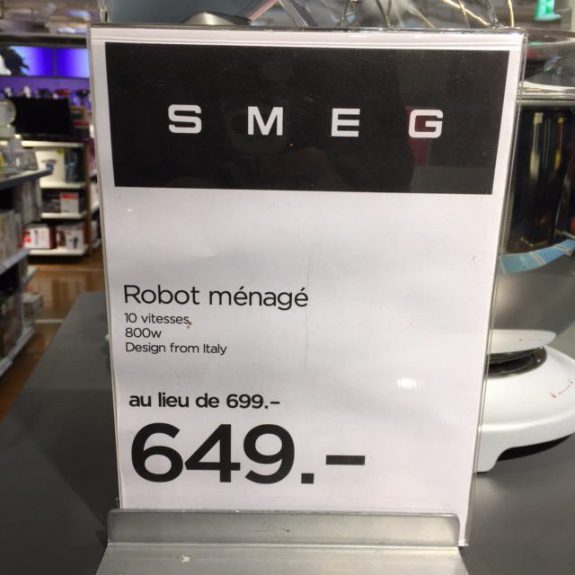 SMEG
Robot ménagé
10 vitesses,
800w
Design from Italy
au lieu de 699.–
649.–